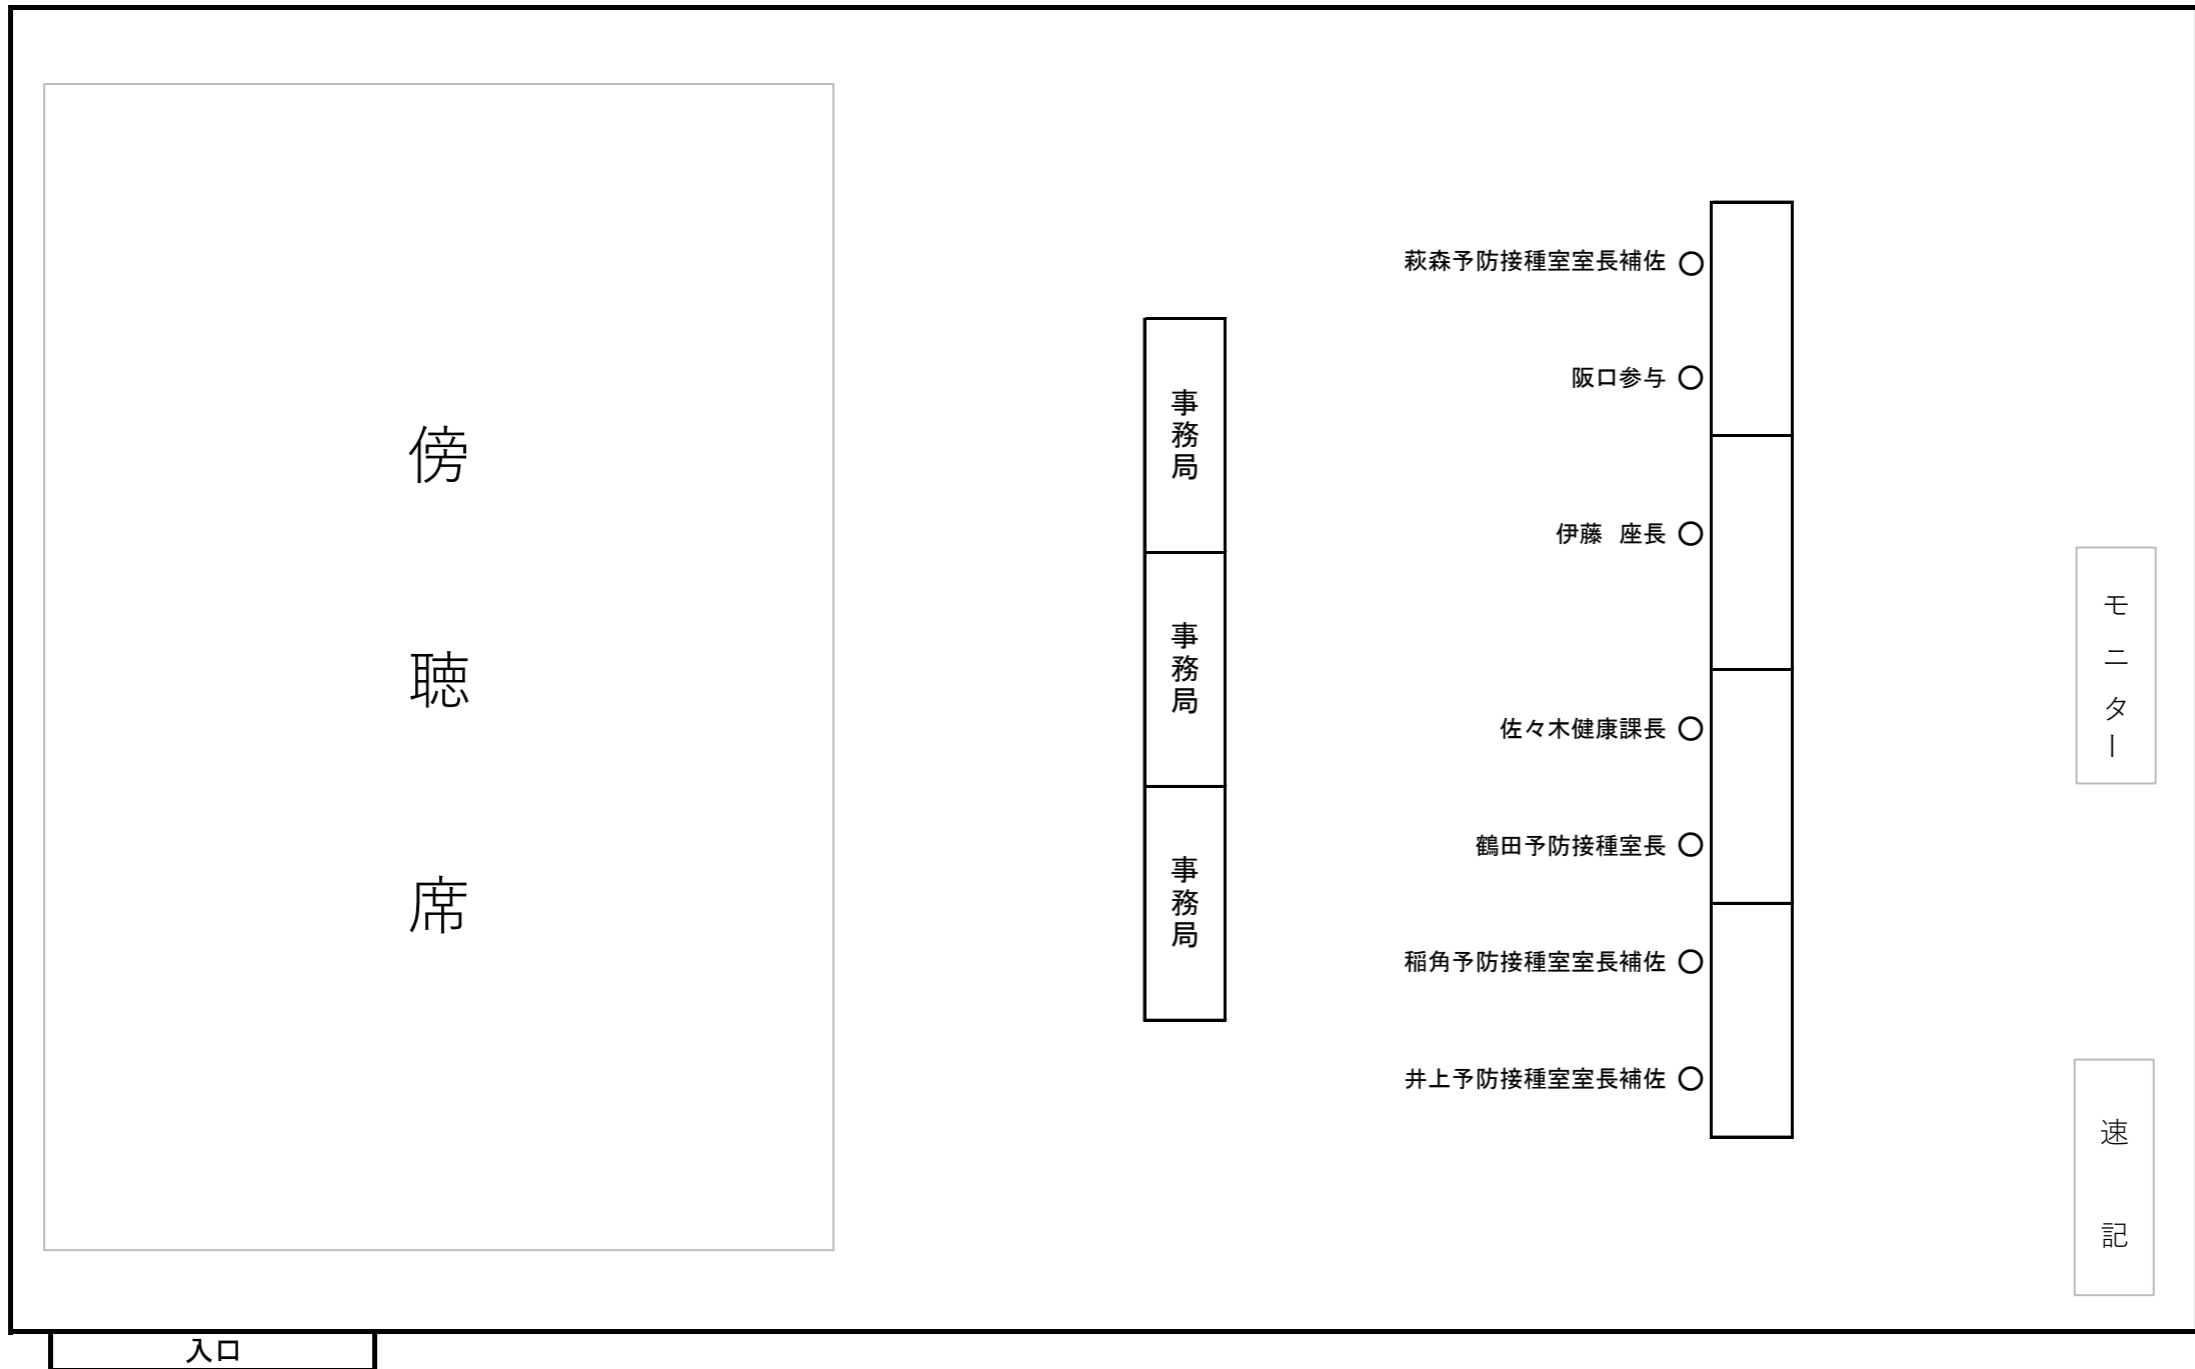 傍聴席
事務局
事務局
事務局
萩森予防接種室室長補佐
阪口参与
伊藤　座長
佐々木健康課長
鶴田予防接種室長
稲角予防接種室室長補佐
井上予防接種室室長補佐
モニター
速記
入口